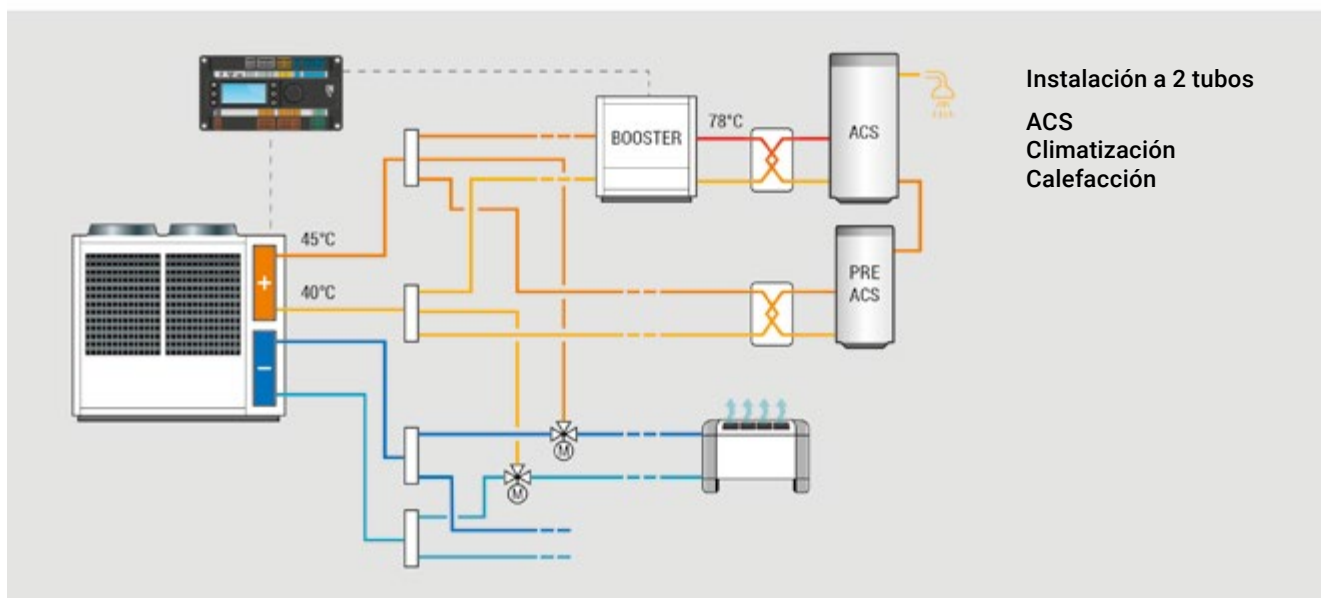 Instalación a 2 tubos
ACS
Climatización
Calefacción
BOOSTER
78°C
ACS
45°C
+
40°C
PRE
ACS
−
M
M